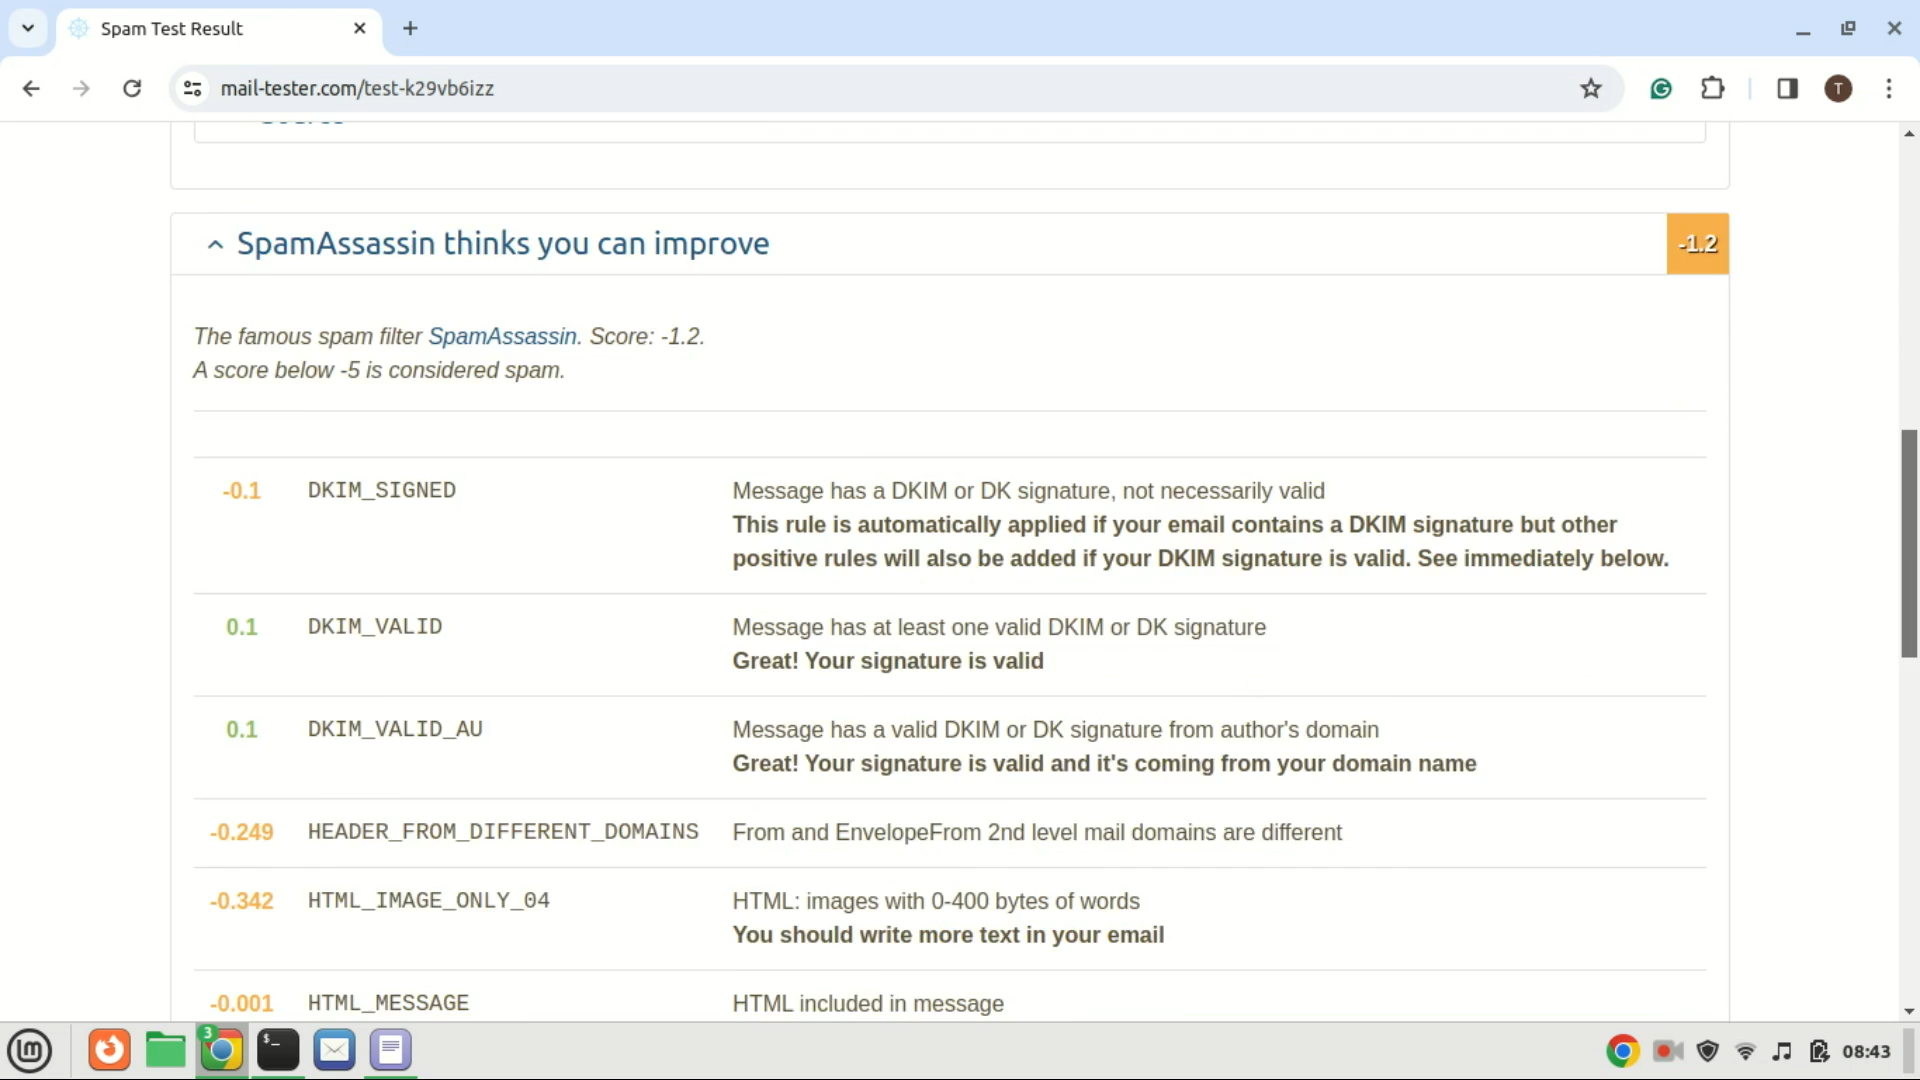 Spam Test Result
mail-tester.com/test-k29vb6izz
T
SpamAssassin thinks you can improve
-1.2
The famous spam filter SpamAssassin. Score: -1.2.
A score below -5 is considered spam.
-0.1 DKIM_SIGNED Message has a DKIM or DK signature, not necessarily valid
This rule is automatically applied if your email contains a DKIM signature but other
positive rules will also be added if your DKIM signature is valid. See immediately below.
0.1 DKIM_VALID Message has at least one valid DKIM or DK signature
Great! Your signature is valid
0.1 DKIM_VALID_AU Message has a valid DKIM or DK signature from author's domain
Great! Your signature is valid and it's coming from your domain name
-0.249 HEADER_FROM_DIFFERENT_DOMAINS From and EnvelopeFrom 2nd level mail domains are different
-0.342 HTML_IMAGE_ONLY_04 HTML: images with 0-400 bytes of words
You should write more text in your email
-0.001 HTML_MESSAGE HTML included in message
3
$_
08:43